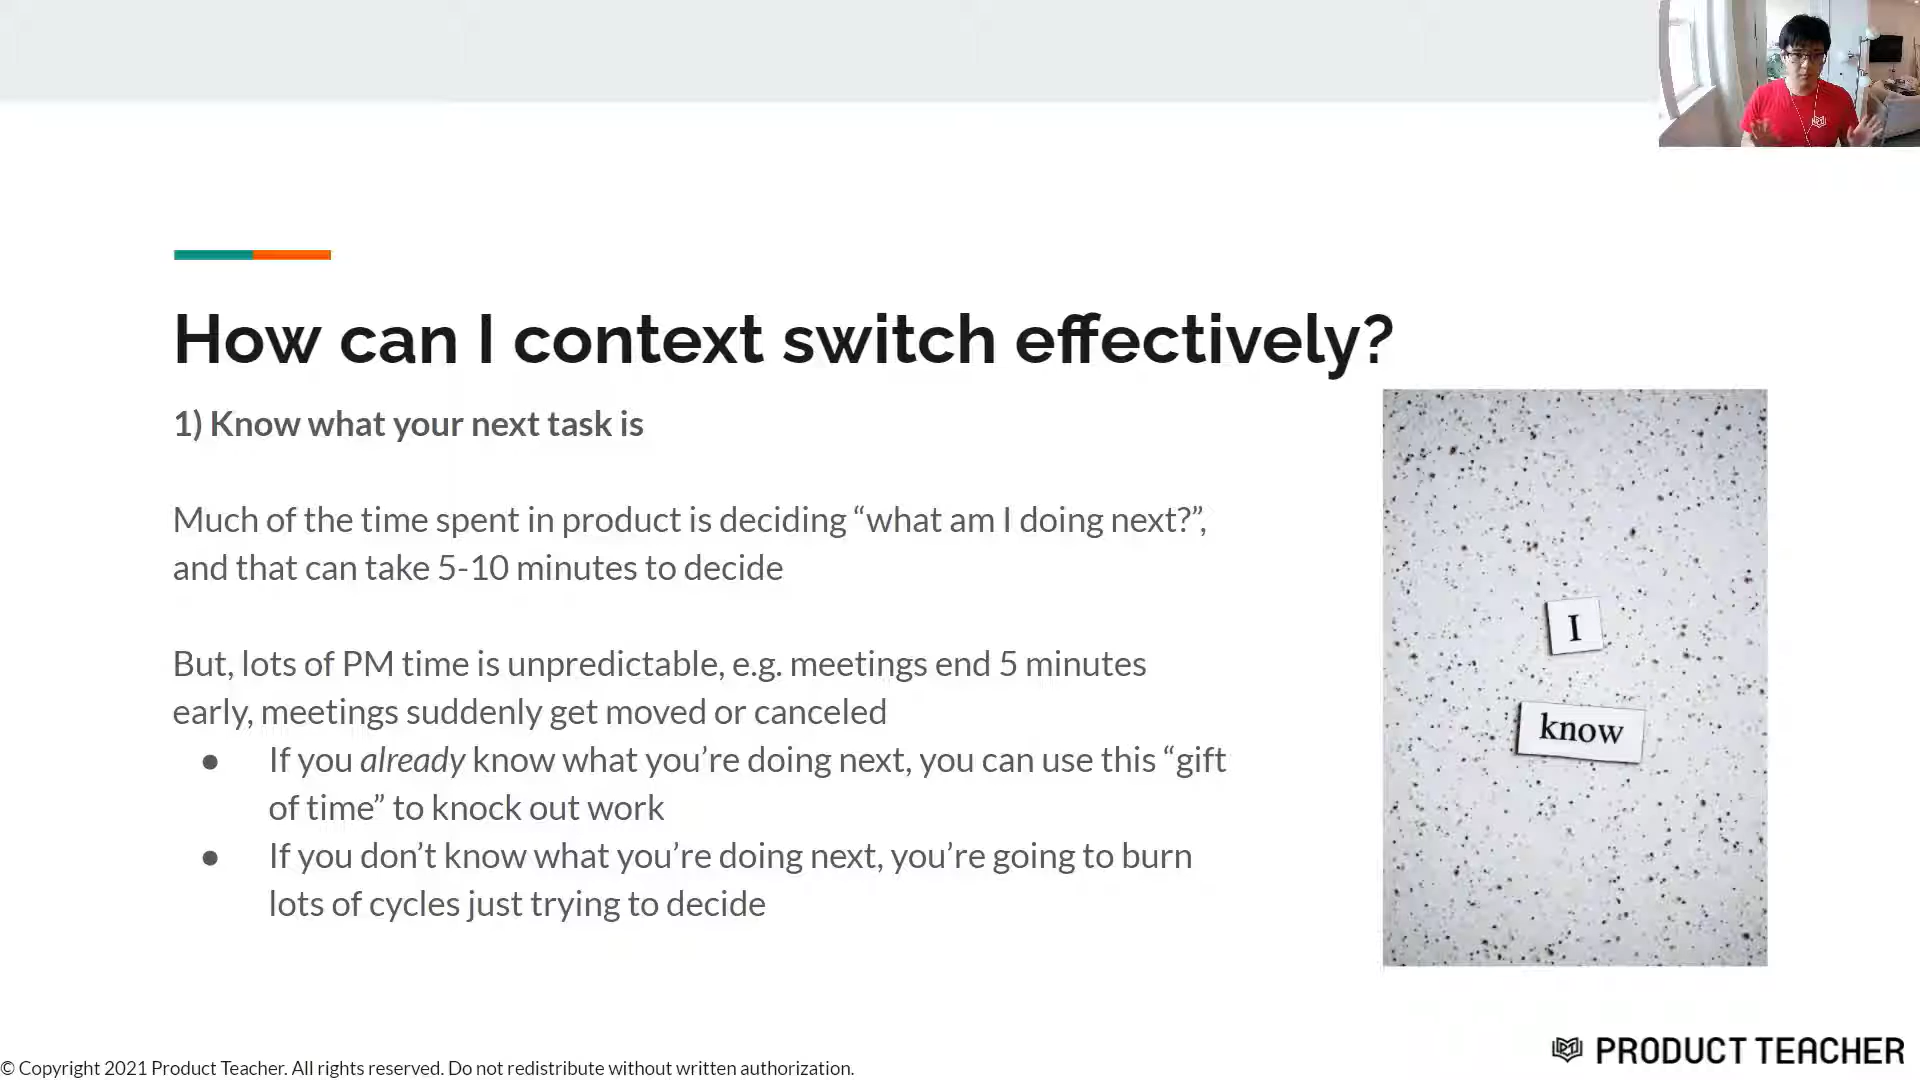 How can I context switch effectively?
1) Know what your next task is
Much of the time spent in product is deciding “what am I doing next?”,
and that can take 5-10 minutes to decide
But, lots of PM time is unpredictable, e.g. meetings end 5 minutes
early, meetings suddenly get moved or canceled
● If you already know what you’re doing next, you can use this “gift
of time” to knock out work
● If you don’t know what you’re doing next, you’re going to burn
lots of cycles just trying to decide
I
know
PRODUCT TEACHER
© Copyright 2021 Product Teacher. All rights reserved. Do not redistribute without written authorization.